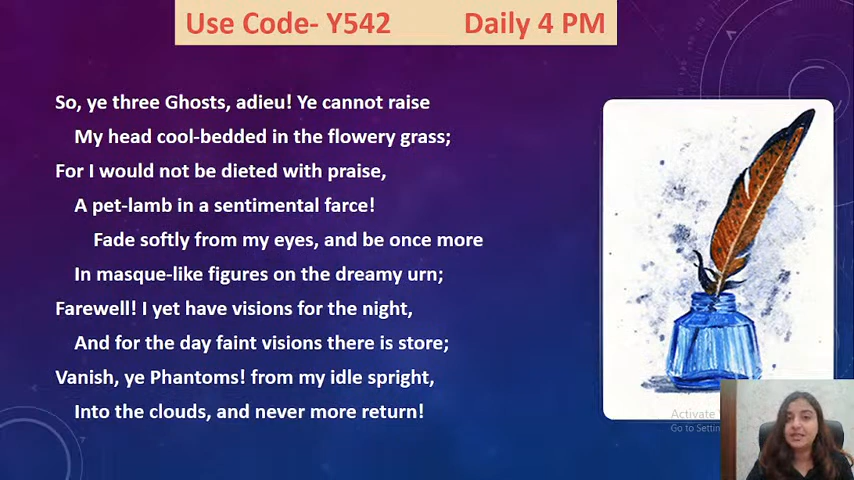 Use Code- Y542 Daily 4 PM
So, ye three Ghosts, adieu! Ye cannot raise
My head cool-bedded in the flowery grass;
For I would not be dieted with praise,
A pet-lamb in a sentimental farce!
Fade softly from my eyes, and be once more
In masque-like figures on the dreamy urn;
Farewell! I yet have visions for the night,
And for the day faint visions there is store;
Vanish, ye Phantoms! from my idle spright,
Into the clouds, and never more return!
Activate
Go to